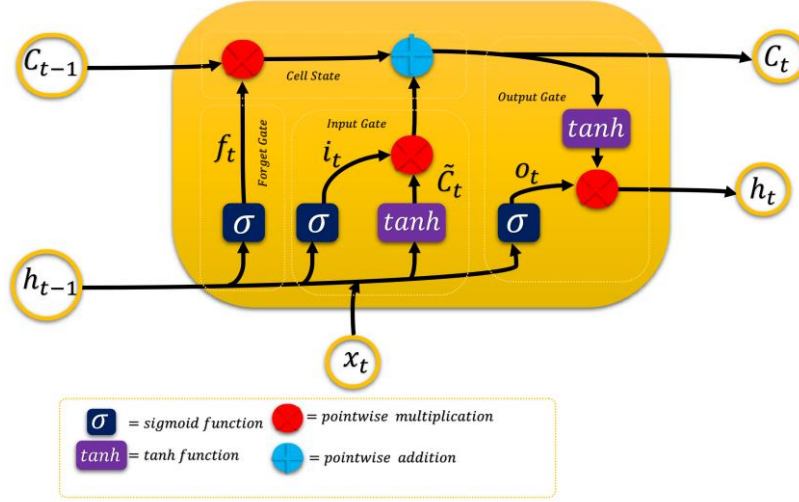 C_{t-1}
C_t
Cell State
Output Gate
Input Gate
Forget Gate
tanh
f_t
i_t
C̃_t
o_t
h_t
σ
σ
tanh
σ
h_{t-1}
x_t
σ = sigmoid function
= pointwise multiplication
tanh = tanh function
= pointwise addition